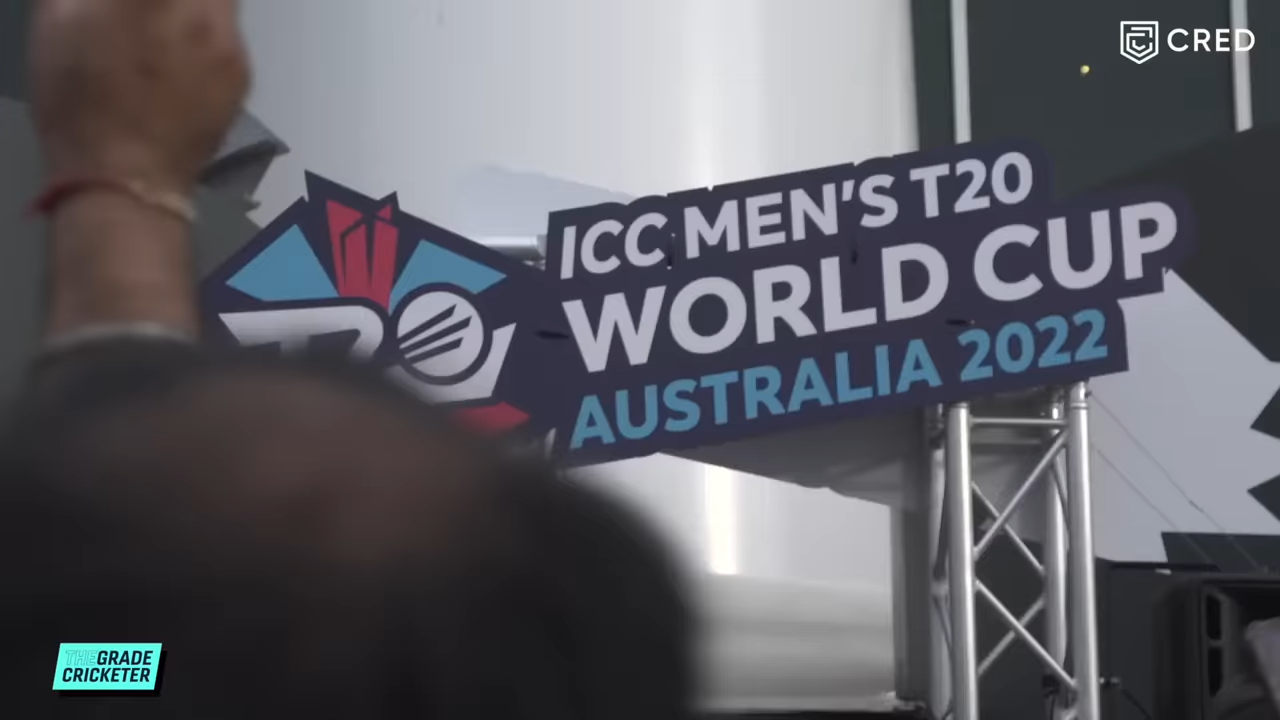 CRED
ICC MEN'S T20
WORLD CUP
AUSTRALIA 2022
THE GRADE
CRICKETER